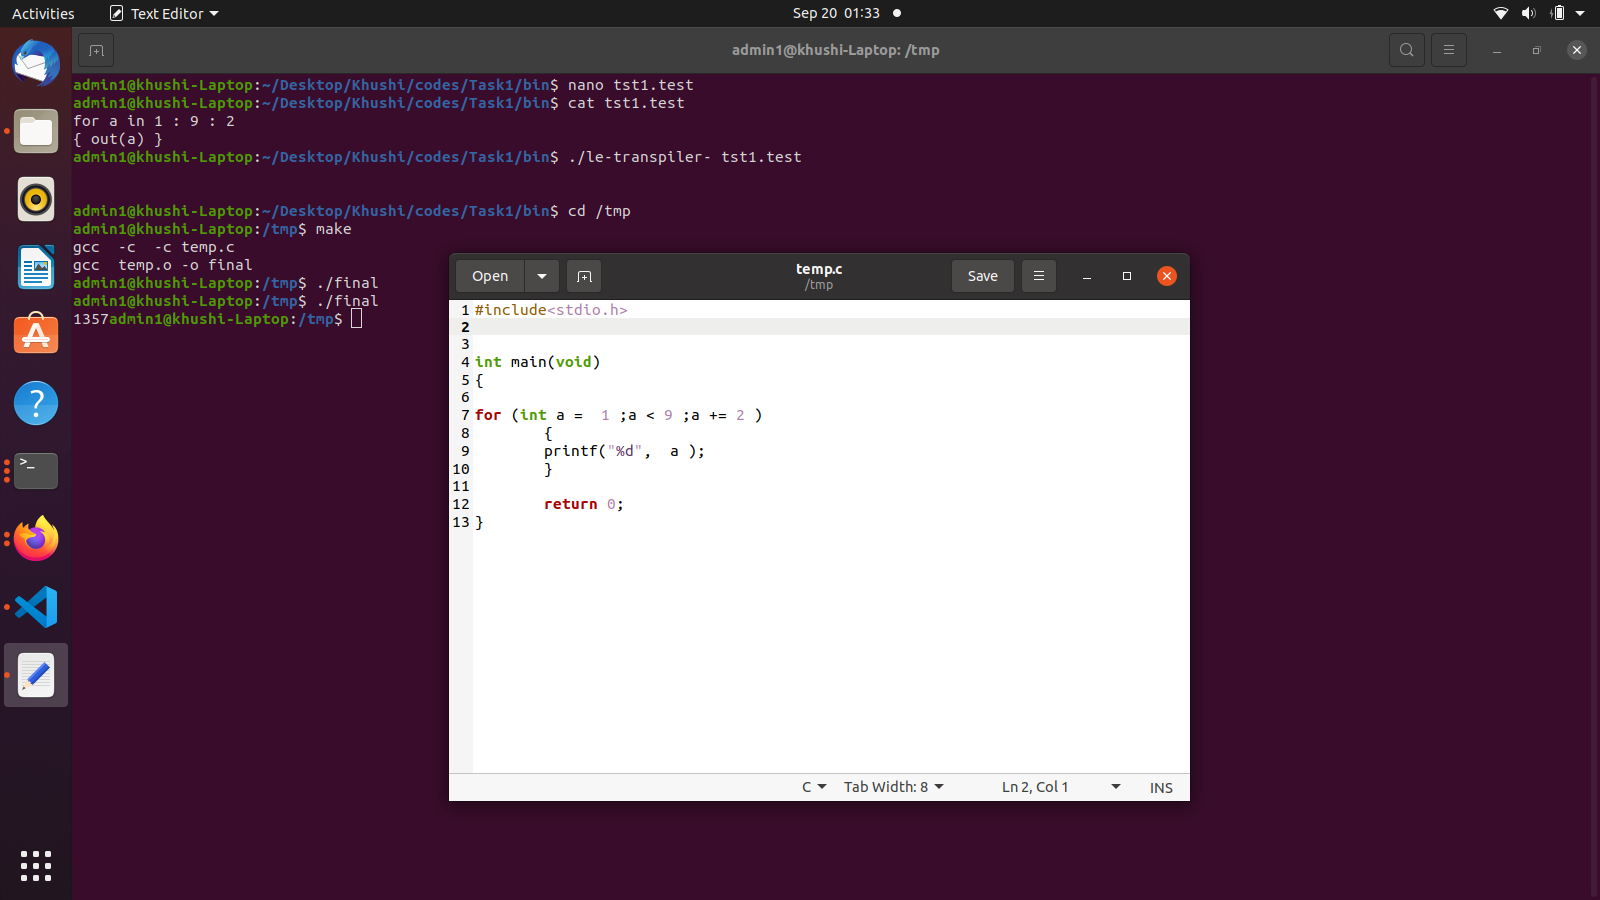 Activities
Text Editor
Sep 20 01:33
admin1@khushi-Laptop: /tmp
admin1@khushi-Laptop:~/Desktop/Khushi/codes/Task1/bin$ nano tst1.test
admin1@khushi-Laptop:~/Desktop/Khushi/codes/Task1/bin$ cat tst1.test
for a in 1 : 9 : 2
{ out(a) }
admin1@khushi-Laptop:~/Desktop/Khushi/codes/Task1/bin$ ./le-transpiler- tst1.test
admin1@khushi-Laptop:~/Desktop/Khushi/codes/Task1/bin$ cd /tmp
admin1@khushi-Laptop:/tmp$ make
gcc  -c  -c temp.c
gcc  temp.o -o final
admin1@khushi-Laptop:/tmp$ ./final
admin1@khushi-Laptop:/tmp$ ./final
1357admin1@khushi-Laptop:/tmp$
Open
temp.c
/tmp
Save
1 #include<stdio.h>
2
3
4 int main(void)
5 {
6
7 for (int a =  1 ;a < 9 ;a += 2 )
8 {
9 printf("%d",  a );
10 }
11
12 return 0;
13 }
C
Tab Width: 8
Ln 2, Col 1
INS